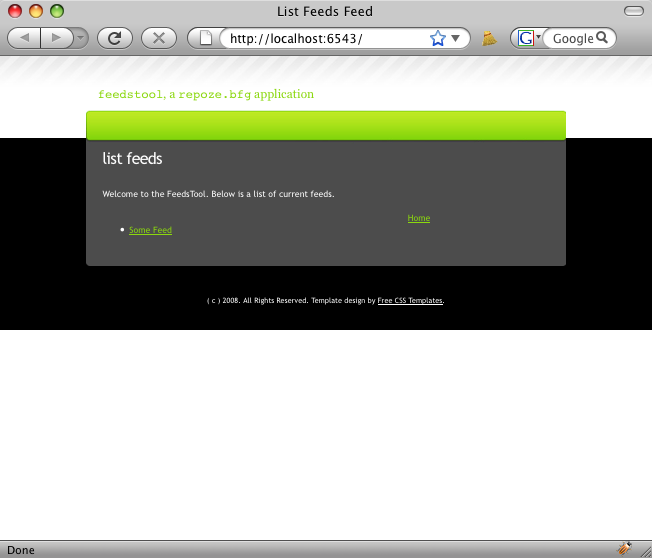 List Feeds Feed
http://localhost:6543/
G
Google
feedstool, a repoze.bfg application
list feeds
Welcome to the FeedsTool. Below is a list of current feeds.
Home
Some Feed
( c ) 2008. All Rights Reserved. Template design by Free CSS Templates.
Done